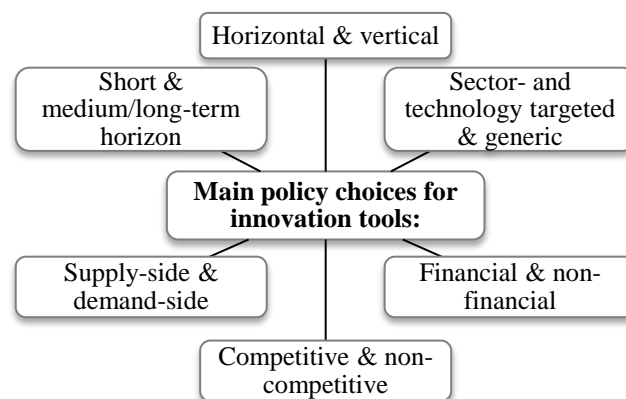 Horizontal & vertical
Short &
medium/long-term
horizon
Sector- and
technology targeted
& generic
Main policy choices for
innovation tools:
Supply-side &
demand-side
Financial & non-
financial
Competitive & non-
competitive